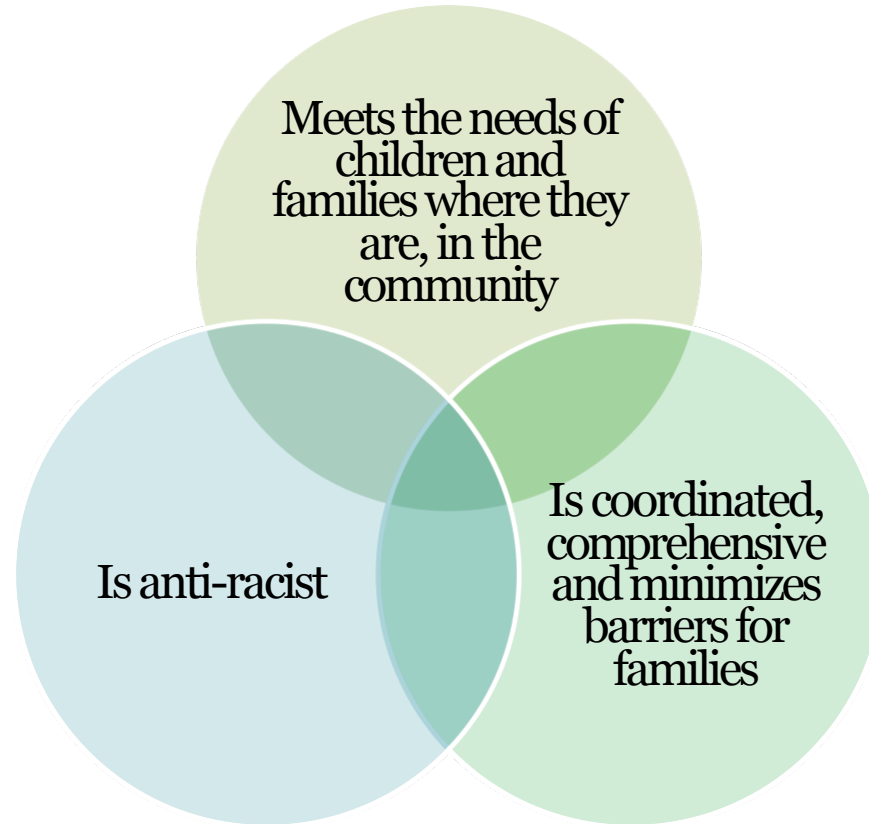 Meets the needs of
children and
families where they
are, in the
community
Is anti-racist
Is coordinated,
comprehensive
and minimizes
barriers for
families